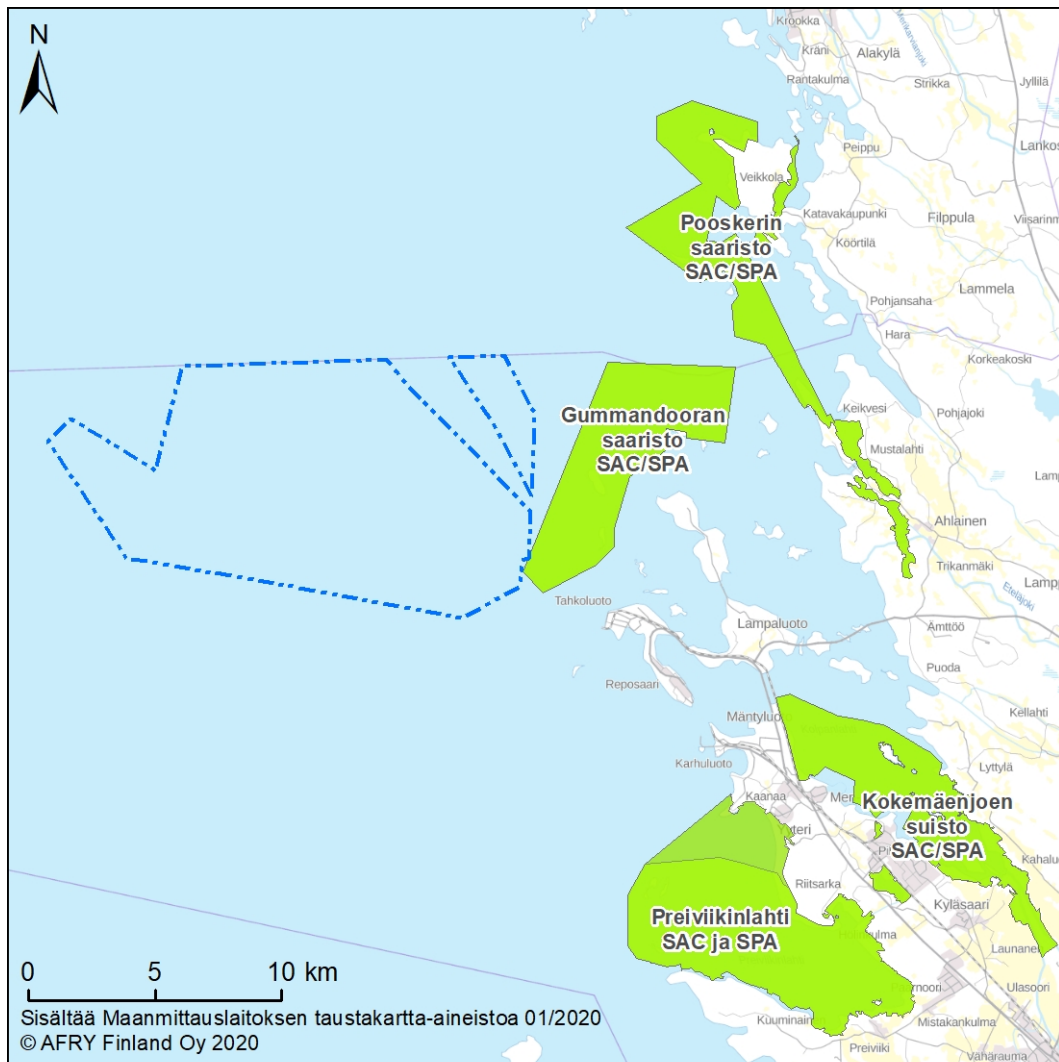 N
Krookka
Kräni
Alakylä
Merikarvianjoki
Rantakulma
Strikka
Jyllilä
Peippu
Veikkola
Katavakaupunki
Filppula
Pooskerin
saaristo
SAC/SPA
Köörtilä
Lammela
Pohjansaha
Hara
Korkeakoski
Gummandooran
saaristo
SAC/SPA
Keikvesi
Pohjajoki
Mustalahti
Ahlainen
Trikanmäki
Eteläjoki
Tahkoluoto
Lampaluoto
Ämttöö
Puoda
Reposaari
Kellahti
Mäntyluoto
Karhuluoto
Lyttylä
Kaanaa
Kokemäenjoen
suisto
SAC/SPA
Riitsarka
Kyläsaari
Preiviikinlahti
SAC ja SPA
Ulasoori
Kuuminain
Mistakankulma
Preiviiki
Vähärauma
0 5 10 km
Sisältää Maanmittauslaitoksen taustakartta-aineistoa 01/2020
© AFRY Finland Oy 2020